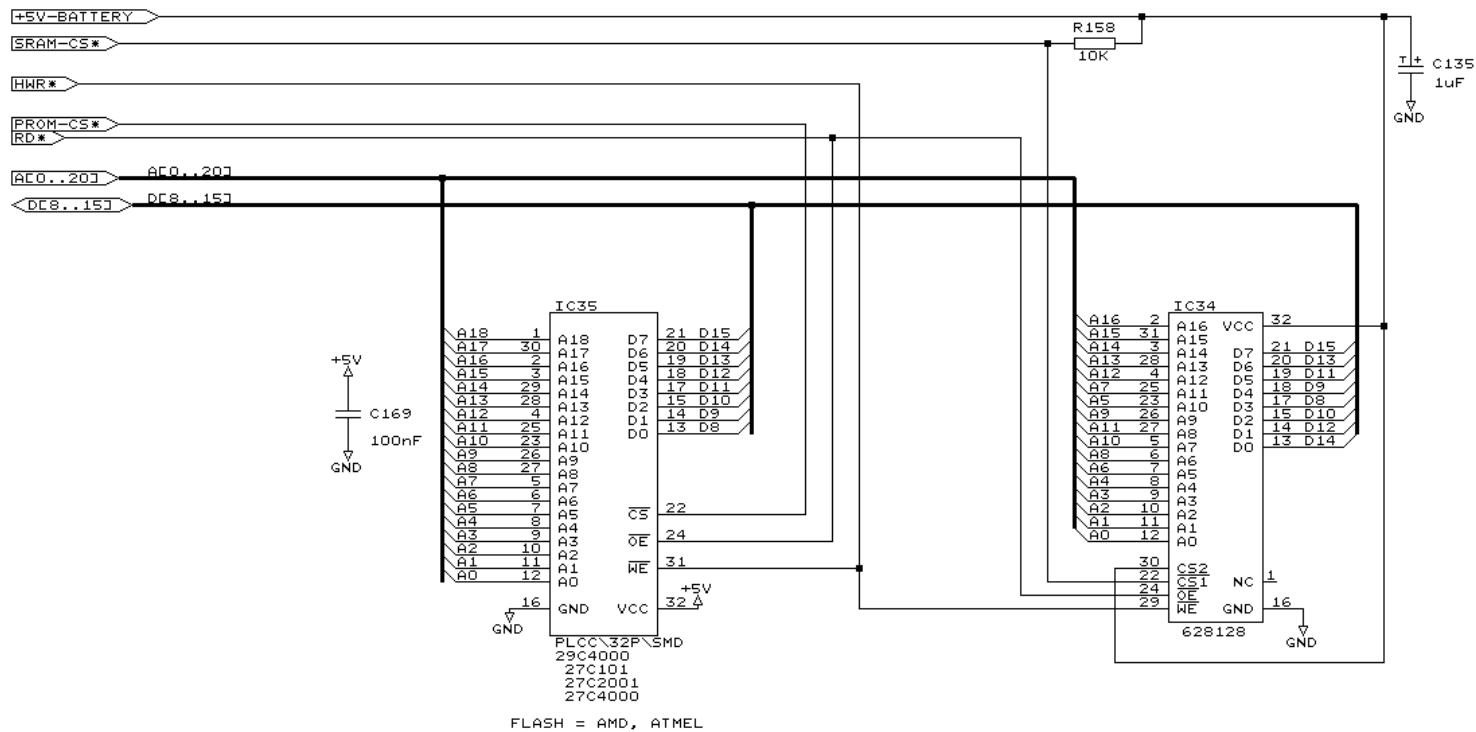 +5V-BATTERY
SRAM-CS*
R158
10K
C135
1uF
GND
HWR*
PROM-CS*
RD*
A[0..20] A[0..20]
D[8..15] D[8..15]
+5V
C169
100nF
GND
IC35
A18 1 A18 D7 21 D15
A17 30 A17 D6 20 D14
A16 2 A16 D5 19 D13
A15 3 A15 D4 18 D12
A14 29 A14 D3 17 D11
A13 28 A13 D2 15 D10
A12 4 A12 D1 14 D9
A11 25 A11 D0 13 D8
A10 23 A10
A9 26 A9
A8 27 A8
A7 5 A7
A6 6 A6
A5 7 A5 CS 22
A4 8 A4
A3 9 A3 OE 24
A2 10 A2
A1 11 A1 WE 31
A0 12 A0
+5V
16 GND VCC 32
GND
PLCC\32P\SMD
29C4000
27C101
27C2001
27C4000
FLASH = AMD, ATMEL
IC34
A16 2 A16 VCC 32
A15 31 A15
A14 3 A14 D7 21 D15
A13 28 A13 D6 20 D13
A12 4 A12 D5 19 D11
A7 25 A11 D4 18 D9
A5 23 A10 D3 17 D8
A9 26 A9 D2 15 D10
A11 27 A8 D1 14 D12
A10 5 A7 D0 13 D14
A8 6 A6
A6 7 A5
A4 8 A4
A3 9 A3
A2 10 A2
A1 11 A1
A0 12 A0
30 CS2
22 CS1 NC 1
24 OE
29 WE GND 16
GND
628128